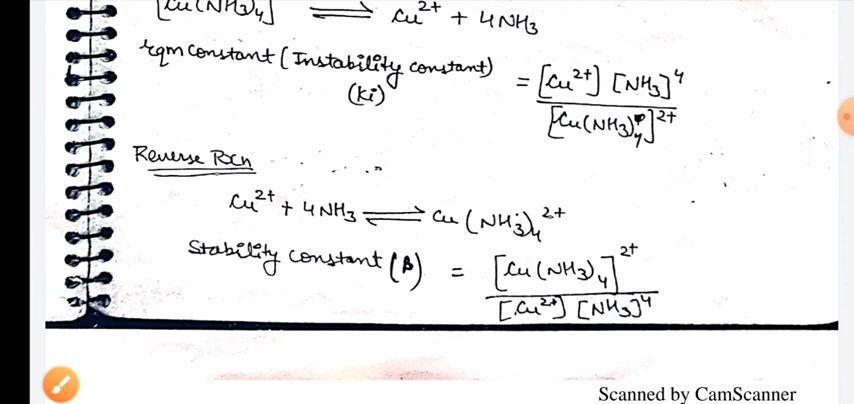 [Cu(NH3)4] ⇌ Cu2+ + 4NH3
rqm constant (Instability constant) = [Cu2+] [NH3]4 / [Cu(NH3)4]2+
(Ki)
Reverse Rxn
Cu2+ + 4NH3 ⇌ Cu(NH3)4 2+
Stability constant (β) = [Cu(NH3)4]2+ / [Cu2+] [NH3]4
Scanned by CamScanner